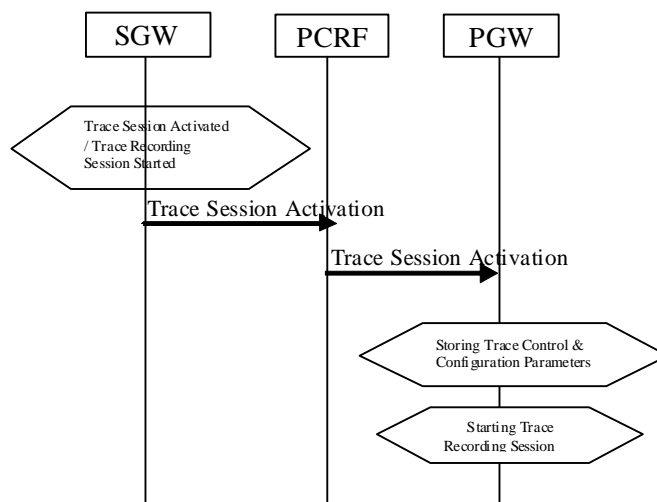 SGW
PCRF
PGW
Trace Session Activated
/ Trace Recording
Session Started
Trace Session Activation
Trace Session Activation
Storing Trace Control &
Configuration Parameters
Starting Trace
Recording Session